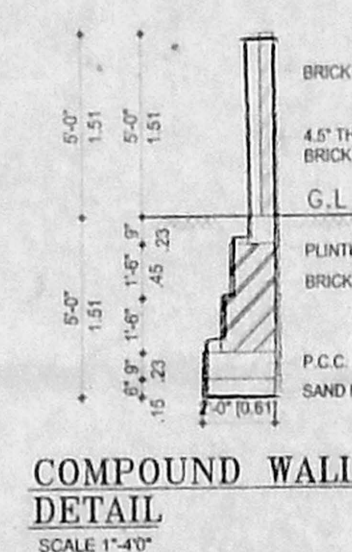 BRICK
5'-0"
1.51
5'-0"
1.51
4.5" TH
BRICK
G.L
9"
.23
PLINT
1'-6"
.45
BRICK
5'-0"
1.51
1'-6"
9"
.23
P.C.C.
6"
.15
SAND
2'-0" [0.61]
COMPOUND WALL
DETAIL
SCALE 1"-4'0"